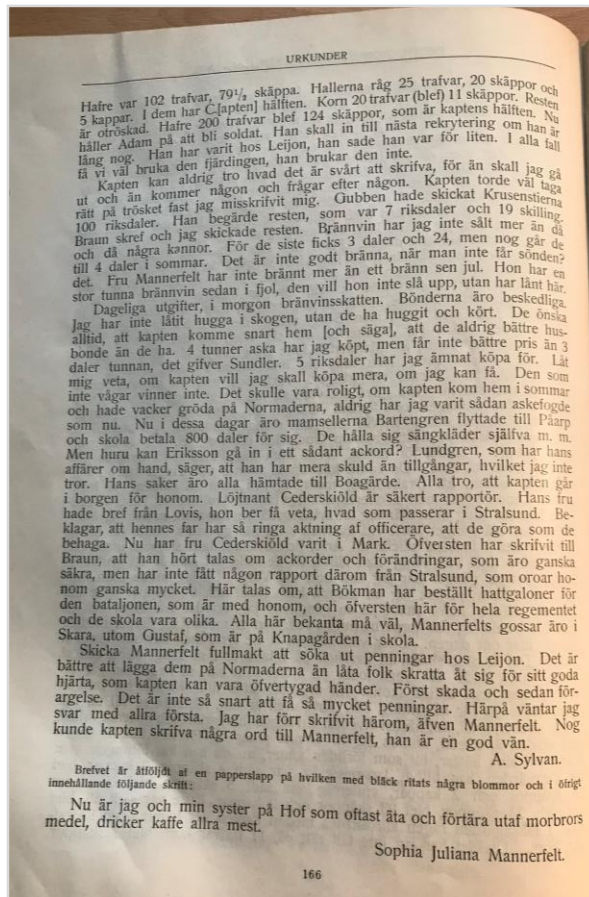 URKUNDER
Hafre var 102 trafvar, 79½ skäppa. Hallerna råg 25 trafvar, 20 skäppor och
5 kappar. I dem har C.[apten] hälften. Korn 20 trafvar (blef) 11 skäppor. Resten
är otröskad. Hafre 200 trafvar blef 124 skäppor, som är kaptens hälften. Nu
håller Adam på att bli soldat. Han skall in till nästa rekrytering om han är
lång nog. Han har varit hos Leijon, han sade han var för liten. I alla fall
få vi väl bruka den fjärdingen, han brukar den inte.
Kapten kan aldrig tro hvad det är svårt att skrifva, för än skall jag gå
ut och än kommer någon och frågar efter någon. Kapten torde väl taga
rätt på trösket fast jag misskrifvit mig. Gubben hade skickat Krusenstierna
100 riksdaler. Han begärde resten, som var 7 riksdaler och 19 skilling.
Braun skref och jag skickade resten. Brännvin har jag inte sålt mer än då
och då några kannor. För de siste ficks 3 daler och 24, men nog går de
till 4 daler i sommar. Det är inte godt bränna, när man inte får sönden?
det. Fru Mannerfelt har inte brännt mer än ett bränn sen jul. Hon har en
stor tunna brännvin sedan i fjol, den vill hon inte slå upp, utan har lånt här.
Dageliga utgifter, i morgon bränvinsskatten. Bönderna äro beskedliga.
Jag har inte låtit hugga i skogen, utan de ha huggit och kört. De önska
alltid, att kapten komme snart hem [och säga], att de aldrig bättre hus-
bonde än de ha. 4 tunner aska har jag köpt, men får inte bättre pris än 3
daler tunnan, det gifver Sundler. 5 riksdaler har jag ämnat köpa för. Låt
mig veta, om kapten vill jag skall köpa mera, om jag kan få. Den som
inte vågar vinner inte. Det skulle vara roligt, om kapten kom hem i sommar
och hade vacker gröda på Normaderna, aldrig har jag varit sådan askefogde
som nu. Nu i dessa dagar äro mamsellerna Bartengren flyttade till Påarp
och skola betala 800 daler för sig. De hålla sig sängkläder själfva m. m.
Men huru kan Eriksson gå in i ett sådant ackord? Lundgren, som har hans
affärer om hand, säger, att han har mera skuld än tillgångar, hvilket jag inte
tror. Hans saker äro alla hämtade till Boagärde. Alla tro, att kapten går
i borgen för honom. Löjtnant Cederskiöld är säkert rapportör. Hans fru
hade bref från Lovis, hon ber få veta, hvad som passerar i Stralsund. Be-
klagar, att hennes far har så ringa aktning af officerare, att de göra som de
behaga. Nu har fru Cederskiöld varit i Mark. Öfversten har skrifvit till
Braun, att han hört talas om ackorder och förändringar, som äro ganska
säkra, men har inte fått någon rapport därom från Stralsund, som oroar ho-
nom ganska mycket. Här talas om, att Bökman har beställt hattgaloner för
den bataljonen, som är med honom, och öfversten här för hela regementet
och de skola vara olika. Alla här bekanta må väl, Mannerfelts gossar äro i
Skara, utom Gustaf, som är på Knapagården i skola.
Skicka Mannerfelt fullmakt att söka ut penningar hos Leijon. Det är
bättre att lägga dem på Normaderna än låta folk skratta åt sig för sitt goda
hjärta, som kapten kan vara öfvertygad händer. Först skada och sedan för-
argelse. Det är inte så snart att få så mycket penningar. Härpå väntar jag
svar med allra första. Jag har förr skrifvit härom, äfven Mannerfelt. Nog
kunde kapten skrifva några ord till Mannerfelt, han är en god vän.
A. Sylvan.
Brefvet är åtföljdt af en papperslapp på hvilken med bläck ritats några blommor och i öfrigt
innehållande följande skrift:
Nu är jag och min syster på Hof som oftast äta och förtära utaf morbrors
medel, dricker kaffe allra mest.
Sophia Juliana Mannerfelt.
166